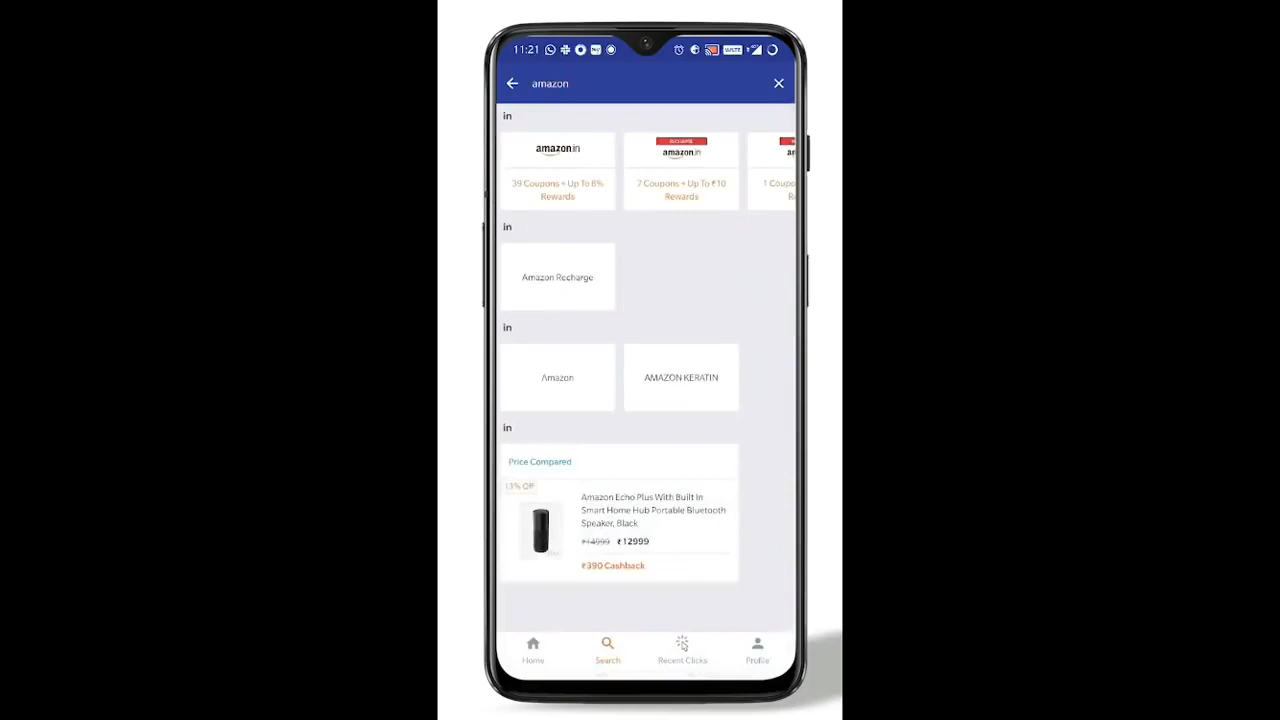 11:21
VoLTE
amazon
in
amazon.in
39 Coupons + Up To 8%
Rewards
amazon.in
7 Coupons + Up To ₹10
Rewards
1 Coupo
in
Amazon Recharge
in
Amazon
AMAZON KERATIN
in
Price Compared
13% Off
Amazon Echo Plus With Built In
Smart Home Hub Portable Bluetooth
Speaker, Black
₹14999 ₹12999
₹390 Cashback
Home
Search
Recent Clicks
Profile